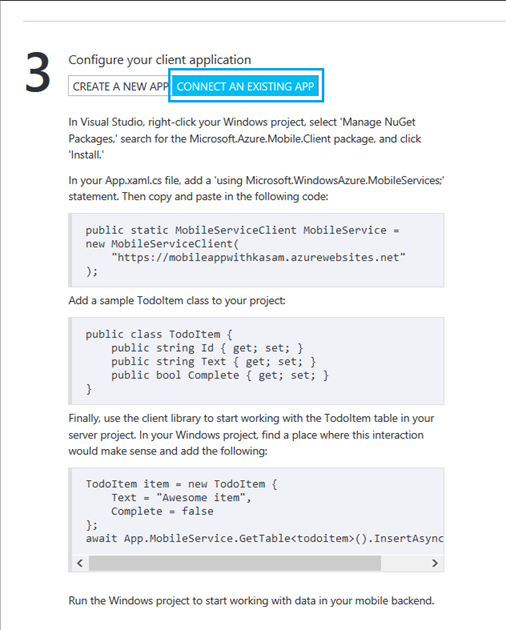 3
Configure your client application
CREATE A NEW APP CONNECT AN EXISTING APP
In Visual Studio, right-click your Windows project, select 'Manage NuGet
Packages,' search for the Microsoft.Azure.Mobile.Client package, and click
'Install.'
In your App.xaml.cs file, add a 'using Microsoft.WindowsAzure.MobileServices;'
statement. Then copy and paste in the following code:
public static MobileServiceClient MobileService =
new MobileServiceClient(
    "https://mobileappwithkasam.azurewebsites.net"
);
Add a sample TodoItem class to your project:
public class TodoItem {
    public string Id { get; set; }
    public string Text { get; set; }
    public bool Complete { get; set; }
}
Finally, use the client library to start working with the TodoItem table in your
server project. In your Windows project, find a place where this interaction
would make sense and add the following:
TodoItem item = new TodoItem {
    Text = "Awesome item",
    Complete = false
};
await App.MobileService.GetTable<todoitem>().InsertAsync
Run the Windows project to start working with data in your mobile backend.